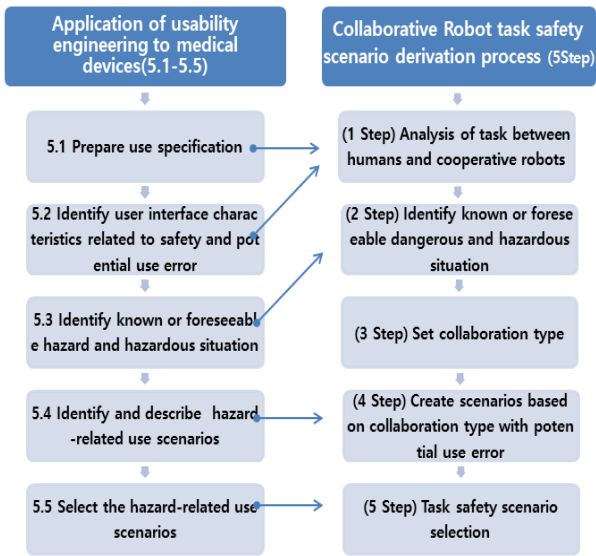 Application of usability
engineering to medical
devices(5.1-5.5)
5.1 Prepare use specification
5.2 Identify user interface charac
teristics related to safety and pot
ential use error
5.3 Identify known or foreseeabl
e hazard and hazardous situation
5.4 Identify and describe hazard
-related use scenarios
5.5 Select the hazard-related use
scenarios
Collaborative Robot task safety
scenario derivation process (5Step)
(1 Step) Analysis of task between
humans and cooperative robots
(2 Step) Identify known or forese
eable dangerous and hazardous
situation
(3 Step) Set collaboration type
(4 Step) Create scenarios based
on collaboration type with poten
tial use error
(5 Step) Task safety scenario
selection